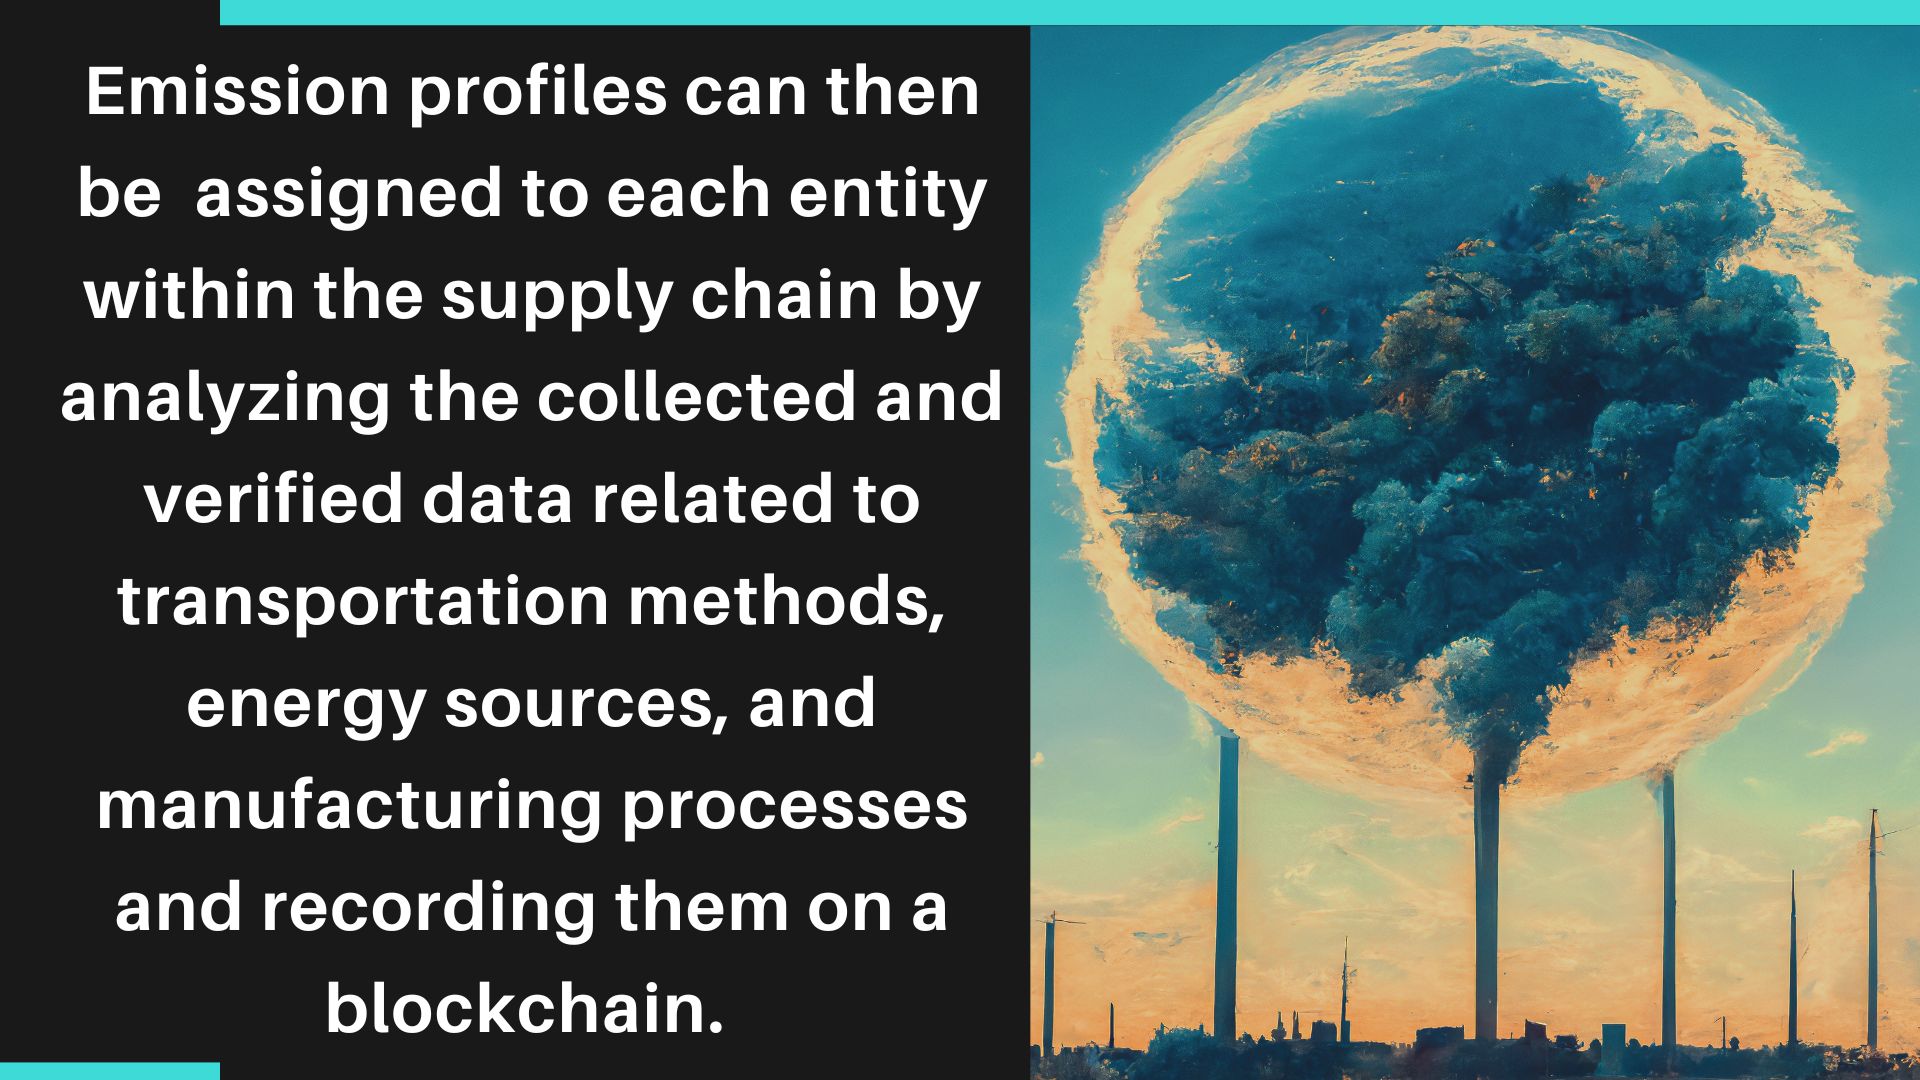 Emission profiles can then
be  assigned to each entity
within the supply chain by
analyzing the collected and
verified data related to
transportation methods,
energy sources, and
manufacturing processes
and recording them on a
blockchain.